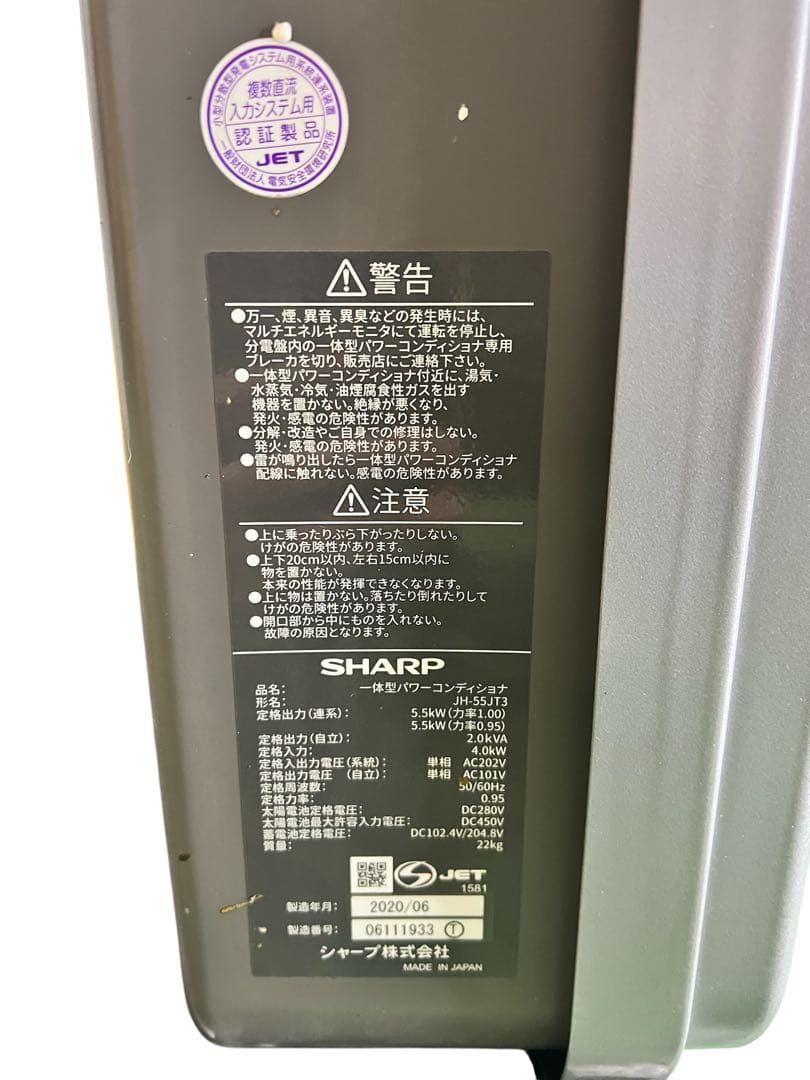 小型分散型発電システム用系統連系装置
複数直流
入力システム用
認証製品
JET
一般財団法人 電気安全環境研究所
警告
●万一、煙、異音、異臭などの発生時には、
マルチエネルギーモニタにて運転を停止し、
分電盤内の一体型パワーコンディショナ専用
ブレーカを切り、販売店にご連絡下さい。
●一体型パワーコンディショナ付近に、湯気・
水蒸気・冷気・油煙腐食性ガスを出す
機器を置かない。絶縁が悪くなり、
発火・感電の危険性があります。
●分解・改造やご自身での修理はしない。
発火・感電の危険性があります。
●雷が鳴り出したら一体型パワーコンディショナ
配線に触れない。感電の危険性があります。
注意
●上に乗ったりぶら下がったりしない。
けがの危険性があります。
●上下20cm以内、左右15cm以内に
物を置かない。
本来の性能が発揮できなくなります。
●上に物は置かない。落ちたり倒れたりして
けがの危険性があります。
●開口部から中にものを入れない。
故障の原因となります。
SHARP
品名: 一体型パワーコンディショナ
形名: JH-55JT3
定格出力(連系): 5.5kW(力率1.00)
5.5kW(力率0.95)
定格出力(自立): 2.0kVA
定格入力: 4.0kW
定格入出力電圧(系統): 単相 AC202V
定格出力電圧 (自立): 単相 AC101V
定格周波数: 50/60Hz
定格力率: 0.95
太陽電池定格電圧: DC280V
太陽電池最大許容入力電圧: DC450V
蓄電池定格電圧: DC102.4V/204.8V
質量: 22kg
JET
1581
製造年月: 2020/06
製造番号: 06111933 T
シャープ株式会社
MADE IN JAPAN